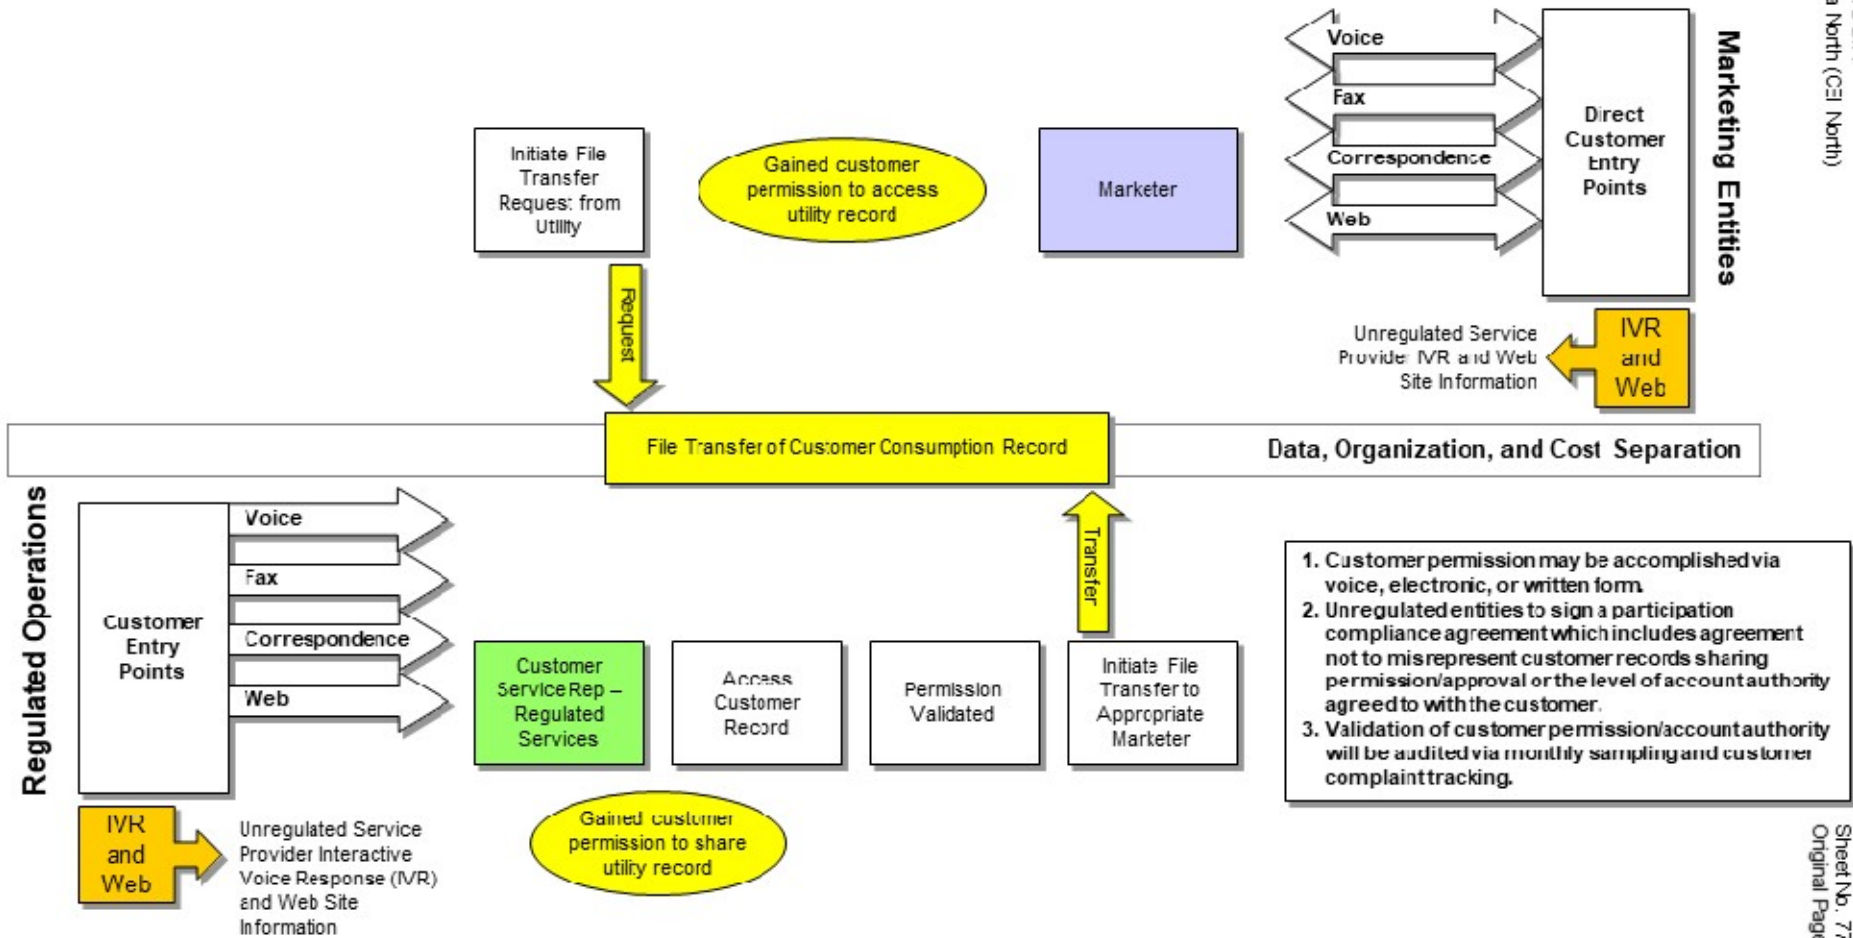 a North (CEI North)
Marketing Entities
Voice
Fax
Correspondence
Web
Direct
Customer
Entry
Points
Initiate File
Transfer
Request from
Utility
Gained customer
permission to access
utility record
Marketer
Request
Unregulated Service
Provider IVR and Web
Site Information
IVR
and
Web
File Transfer of Customer Consumption Record
Data, Organization, and Cost Separation
Regulated Operations
Customer
Entry
Points
Voice
Fax
Correspondence
Web
Transfer
Customer
Service Rep –
Regulated
Services
Access
Customer
Record
Permission
Validated
Initiate File
Transfer to
Appropriate
Marketer
1. Customer permission may be accomplished via
voice, electronic, or written form.
2. Unregulated entities to sign a participation
compliance agreement which includes agreement
not to misrepresent customer records sharing
permission/approval or the level of account authority
agreed to with the customer.
3. Validation of customer permission/account authority
will be audited via monthly sampling and customer
complaint tracking.
IVR
and
Web
Unregulated Service
Provider Interactive
Voice Response (IVR)
and Web Site
Information
Gained customer
permission to share
utility record
Sheet No. 77
Original Page